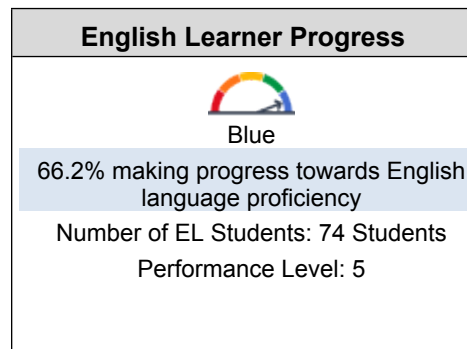 English Learner Progress
Blue
66.2% making progress towards English
language proficiency
Number of EL Students: 74 Students
Performance Level: 5